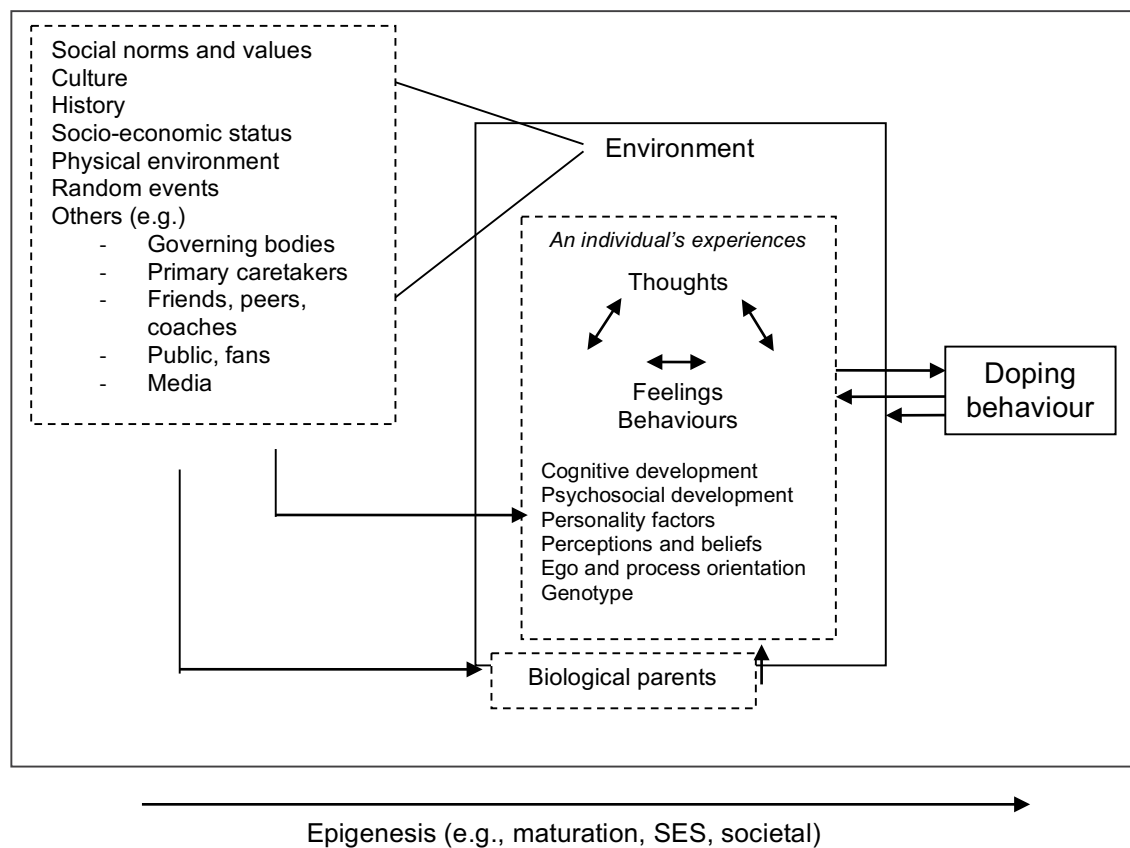 Social norms and values
Culture
History
Socio-economic status
Physical environment
Random events
Others (e.g.)
- Governing bodies
- Primary caretakers
- Friends, peers,
coaches
- Public, fans
- Media
Environment
An individual's experiences
Thoughts
Feelings
Behaviours
Cognitive development
Psychosocial development
Personality factors
Perceptions and beliefs
Ego and process orientation
Genotype
Biological parents
Doping
behaviour
Epigenesis (e.g., maturation, SES, societal)